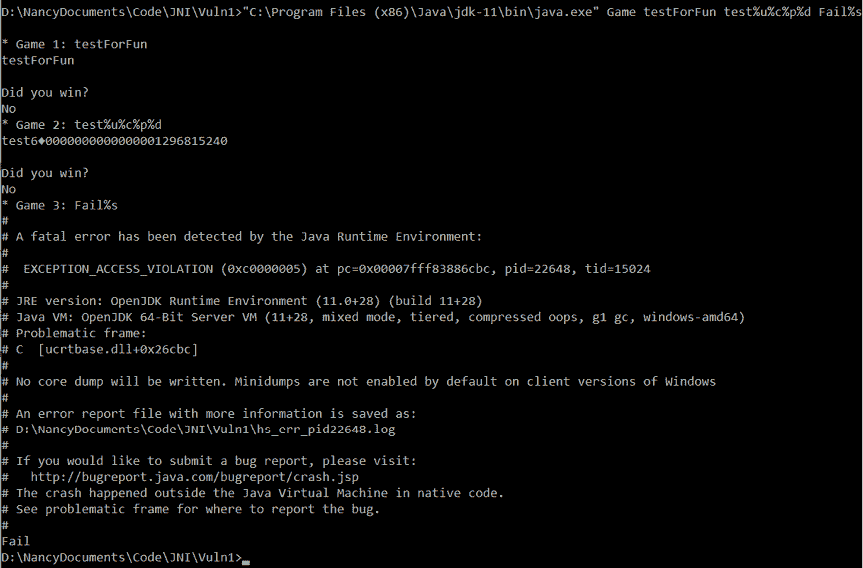 D:\NancyDocuments\Code\JNI\Vuln1>"C:\Program Files (x86)\Java\jdk-11\bin\java.exe" Game testForFun test%u%c%p%d Fail%s
* Game 1: testForFun
testForFun
Did you win?
No
* Game 2: test%u%c%p%d
test6♦0000000000000001296815240
Did you win?
No
* Game 3: Fail%s
#
# A fatal error has been detected by the Java Runtime Environment:
#
#  EXCEPTION_ACCESS_VIOLATION (0xc0000005) at pc=0x00007fff83886cbc, pid=22648, tid=15024
#
# JRE version: OpenJDK Runtime Environment (11.0+28) (build 11+28)
# Java VM: OpenJDK 64-Bit Server VM (11+28, mixed mode, tiered, compressed oops, g1 gc, windows-amd64)
# Problematic frame:
# C  [ucrtbase.dll+0x26cbc]
#
# No core dump will be written. Minidumps are not enabled by default on client versions of Windows
#
# An error report file with more information is saved as:
# D:\NancyDocuments\Code\JNI\Vuln1\hs_err_pid22648.log
#
# If you would like to submit a bug report, please visit:
#   http://bugreport.java.com/bugreport/crash.jsp
# The crash happened outside the Java Virtual Machine in native code.
# See problematic frame for where to report the bug.
#
Fail
D:\NancyDocuments\Code\JNI\Vuln1>